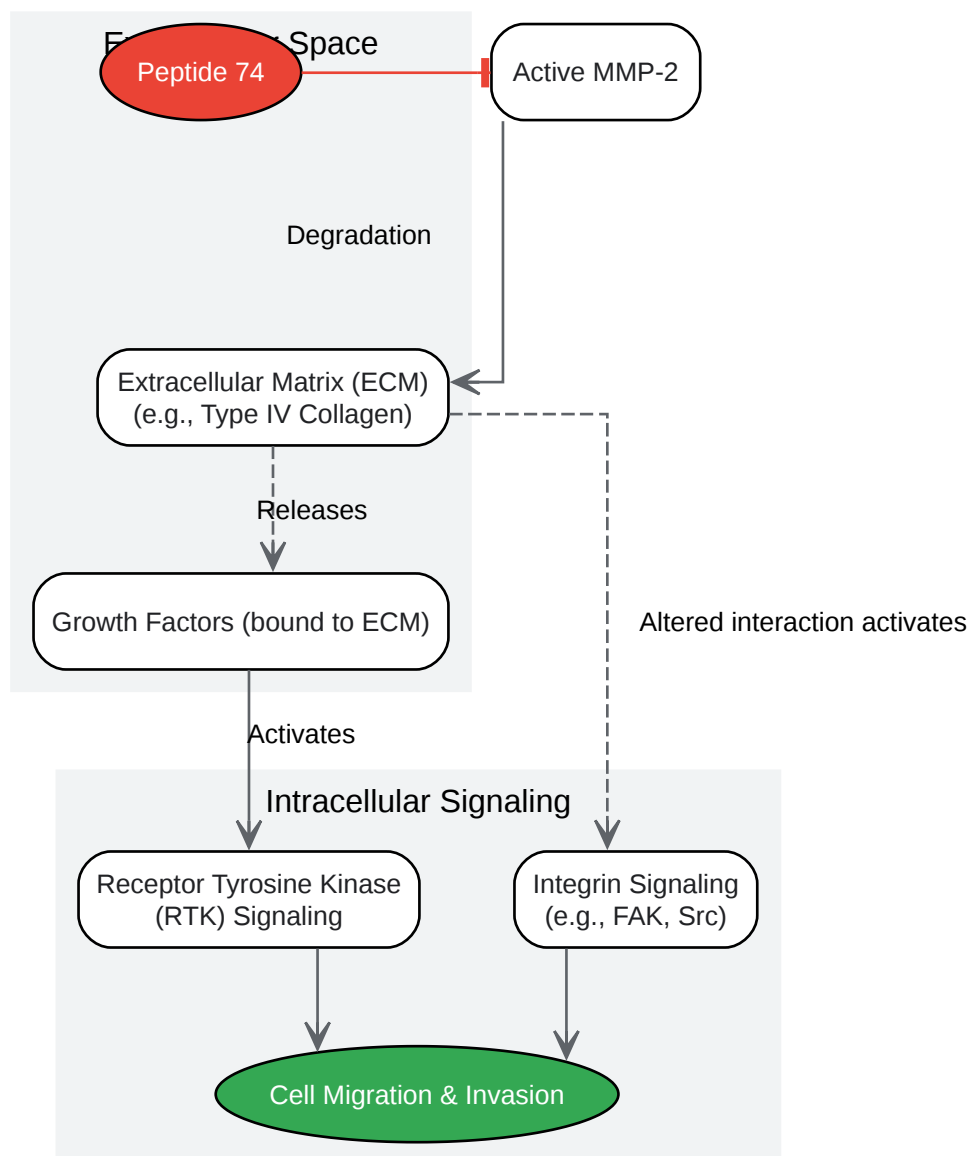 Space
Peptide 74
Active MMP-2
Degradation
Extracellular Matrix (ECM)
(e.g., Type IV Collagen)
Releases
Growth Factors (bound to ECM)
Altered interaction activates
Activates
Intracellular Signaling
Receptor Tyrosine Kinase
(RTK) Signaling
Integrin Signaling
(e.g., FAK, Src)
Cell Migration & Invasion